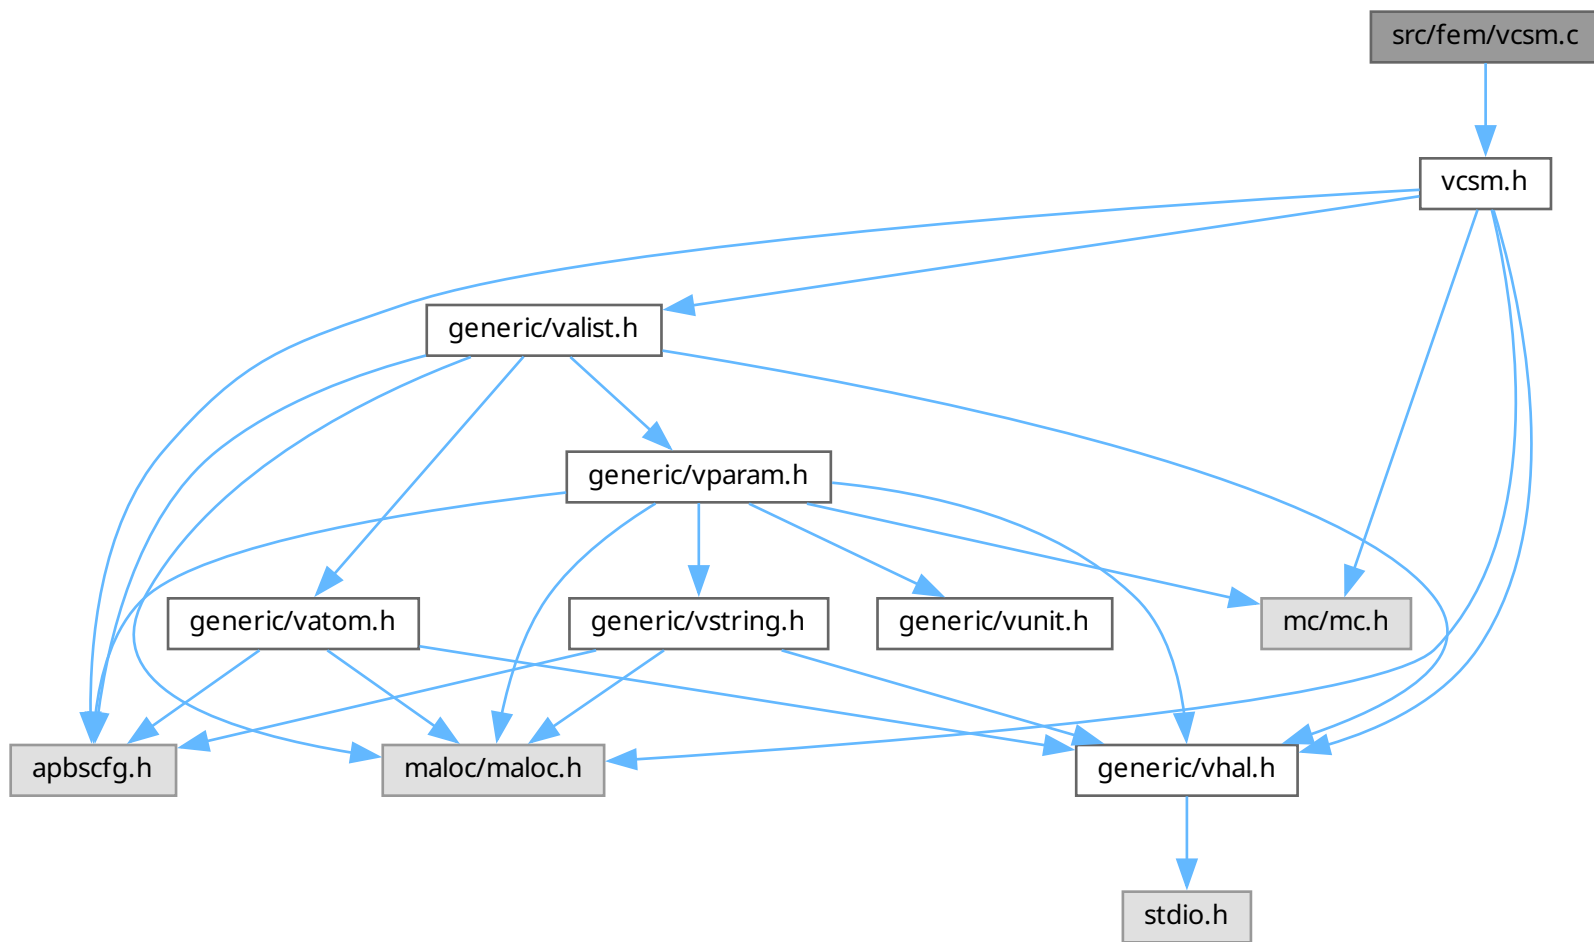 src/fem/vcsm.c
vcsm.h
generic/valist.h
generic/vparam.h
generic/vatom.h
generic/vstring.h
generic/vunit.h
mc/mc.h
apbscfg.h
maloc/maloc.h
generic/vhal.h
stdio.h